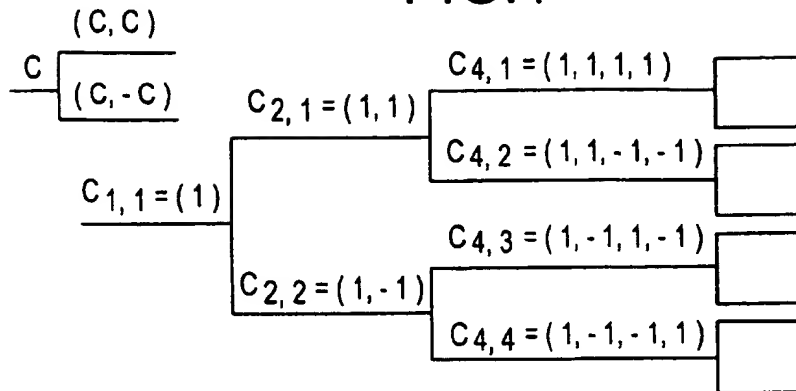 (C, C)
C
(C, -C)
C4, 1 = (1, 1, 1, 1)
C2, 1 = (1, 1)
C4, 2 = (1, 1, -1, -1)
C1, 1 = (1)
C4, 3 = (1, -1, 1, -1)
C2, 2 = (1, -1)
C4, 4 = (1, -1, -1, 1)